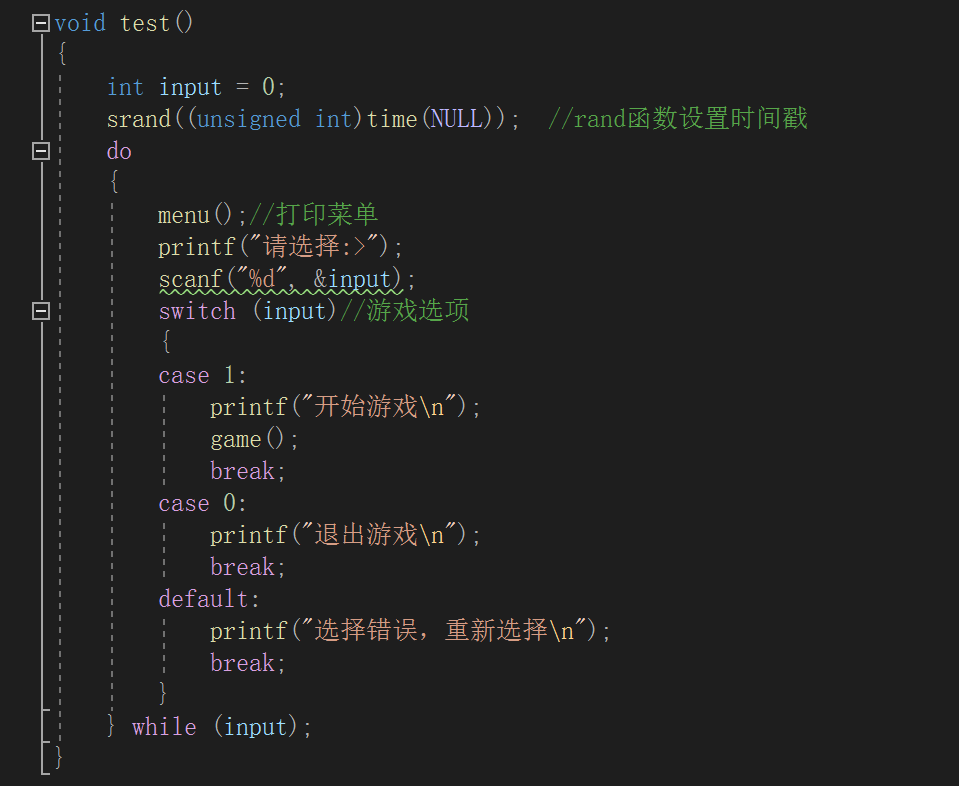 void test()
{
    int input = 0;
    srand((unsigned int)time(NULL));  //rand函数设置时间戳
    do
    {
        menu();//打印菜单
        printf("请选择:>");
        scanf("%d", &input);
        switch (input)//游戏选项
        {
        case 1:
            printf("开始游戏\n");
            game();
            break;
        case 0:
            printf("退出游戏\n");
            break;
        default:
            printf("选择错误，重新选择\n");
            break;
        }
    } while (input);
}